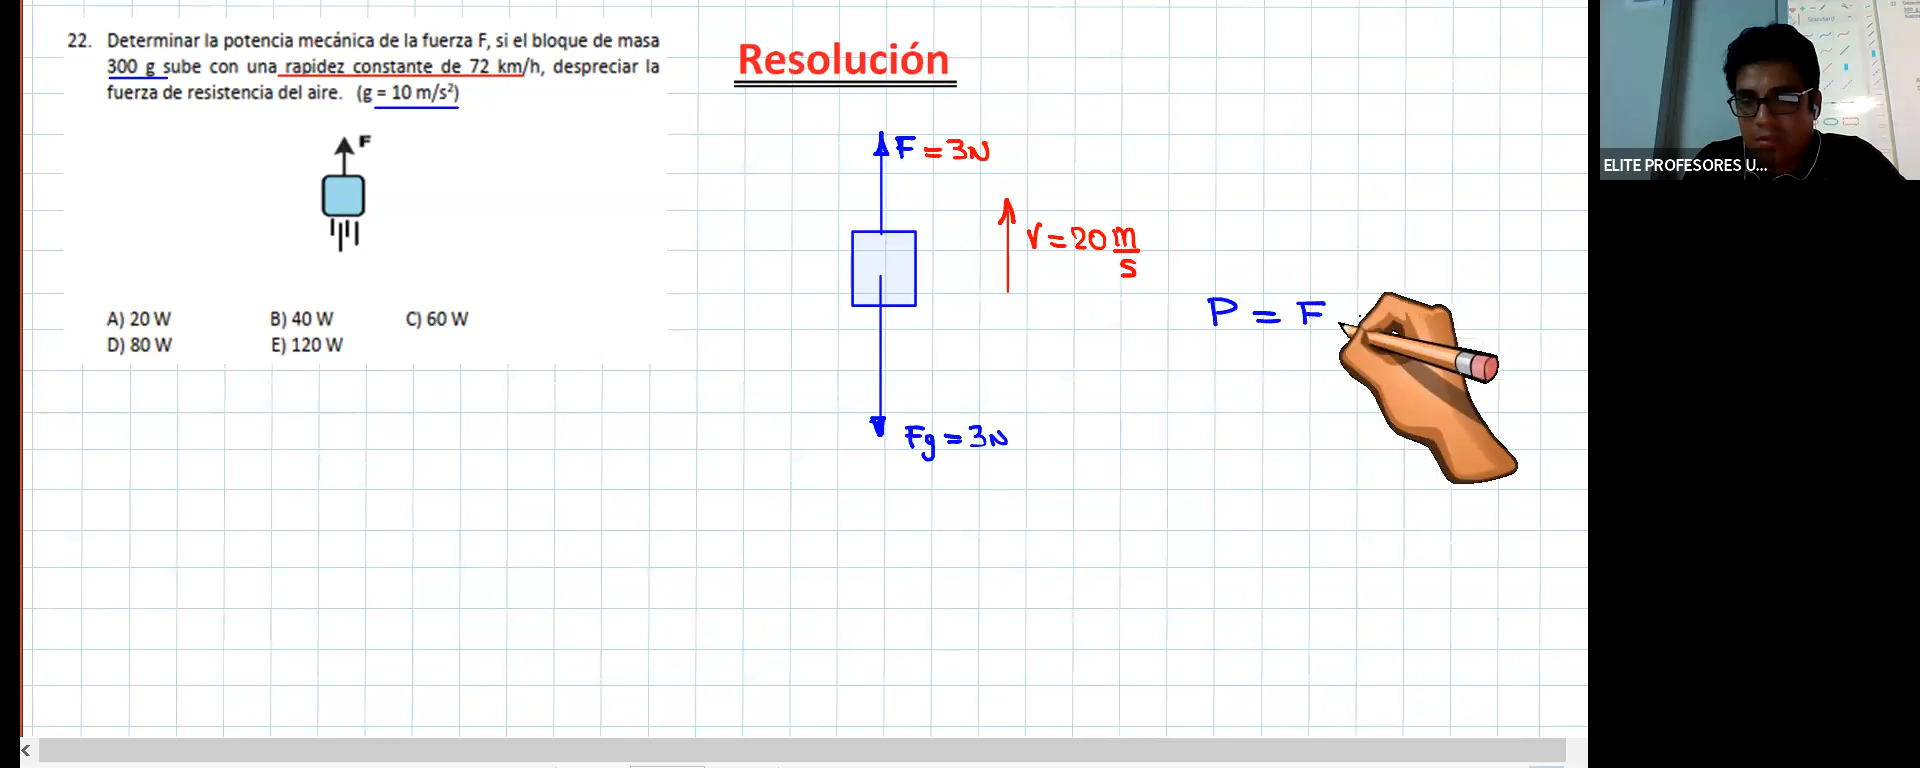 22. Determinar la potencia mecánica de la fuerza F, si el bloque de masa
300 g sube con una rapidez constante de 72 km/h, despreciar la
fuerza de resistencia del aire. (g = 10 m/s²)
F
A) 20 W B) 40 W C) 60 W
D) 80 W E) 120 W
Resolución
F = 3N
V = 20 m/s
Fg = 3N
P = F
ELITE PROFESORES U...